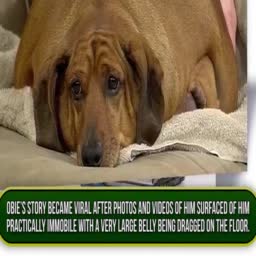 OBIE'S STORY BECAME VIRAL AFTER PHOTOS AND VIDEOS OF HIM SURFACED OF HIM
PRACTICALLY IMMOBILE WITH A VERY LARGE BELLY BEING DRAGGED ON THE FLOOR.